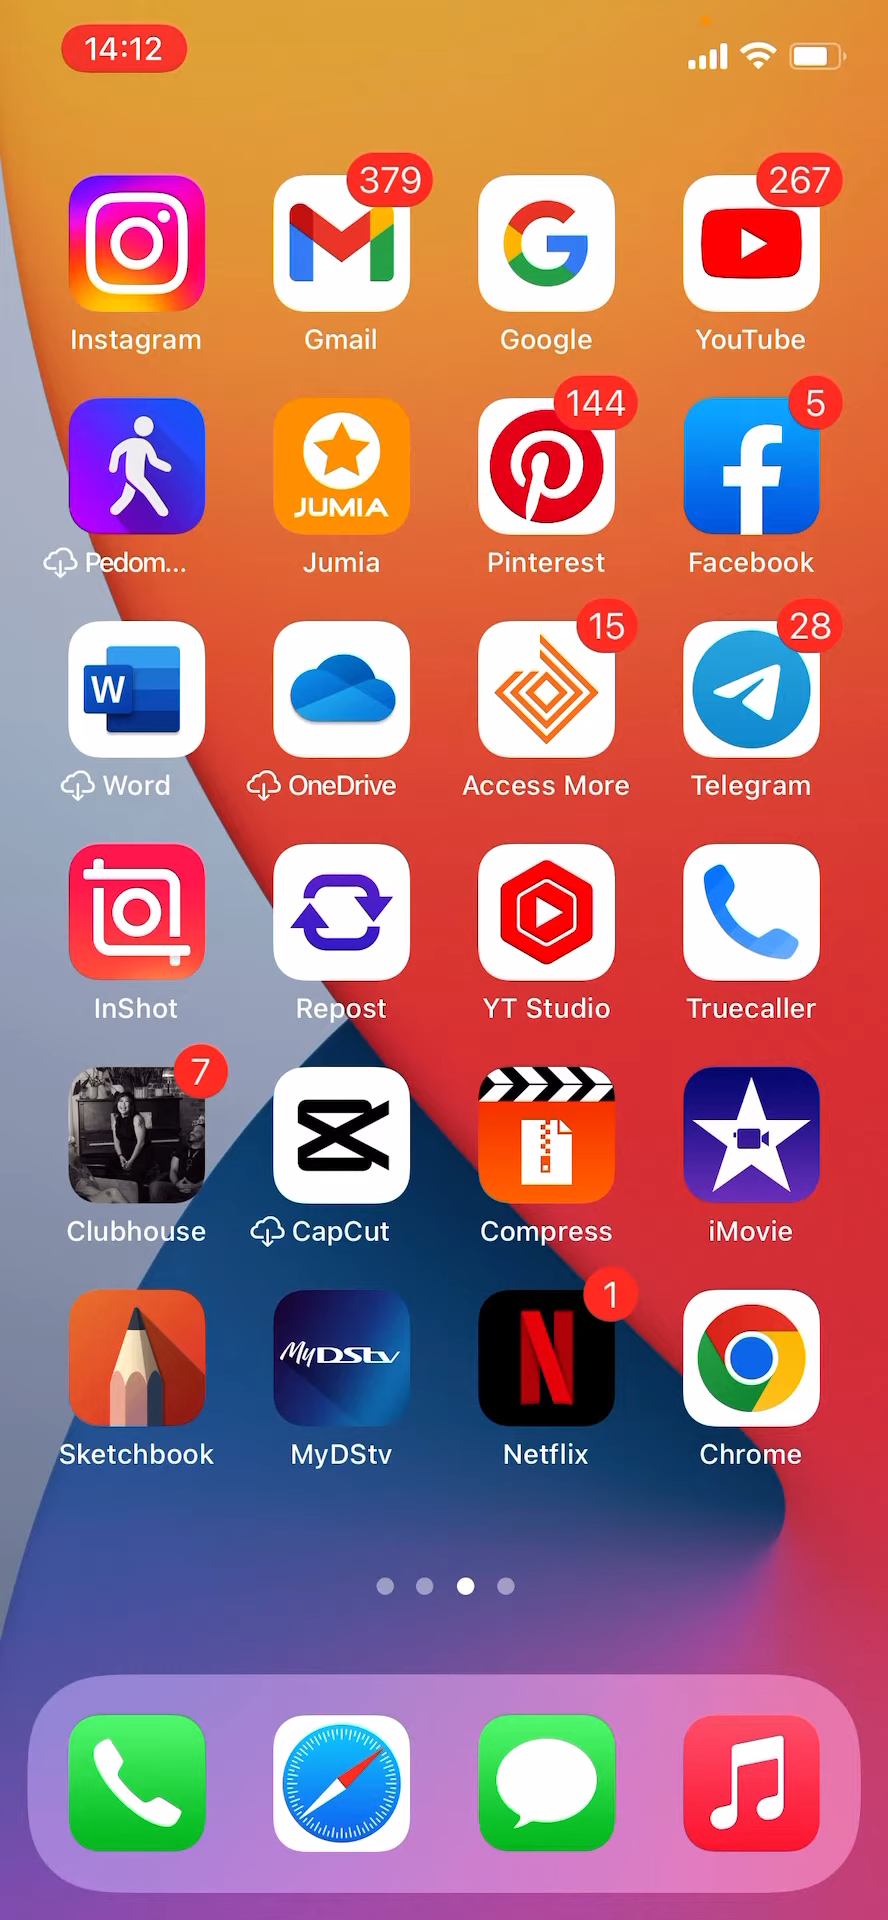 14:12
379
267
Instagram
Gmail
Google
YouTube
144
5
JUMIA
Pedom...
Jumia
Pinterest
Facebook
15
28
W
Word
OneDrive
Access More
Telegram
InShot
Repost
YT Studio
Truecaller
7
Clubhouse
CapCut
Compress
iMovie
1
MyDStv
N
Sketchbook
MyDStv
Netflix
Chrome